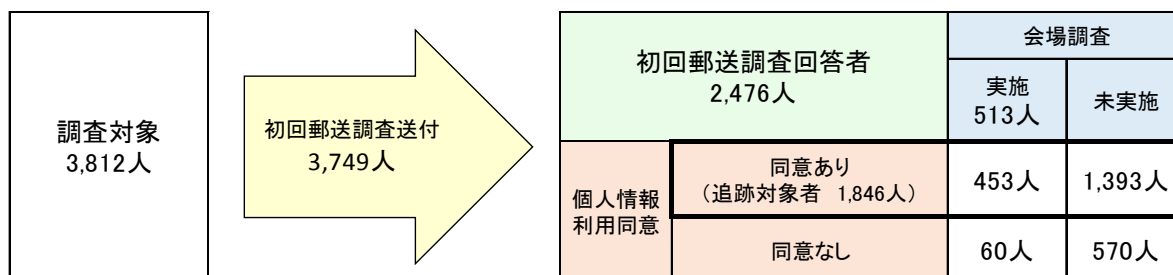 調査対象
3,812人
初回郵送調査送付
3,749人
初回郵送調査回答者
2,476人
会場調査
実施
513人
未実施
個人情報
利用同意
同意あり
（追跡対象者 1,846人）
453人
1,393人
同意なし
60人
570人